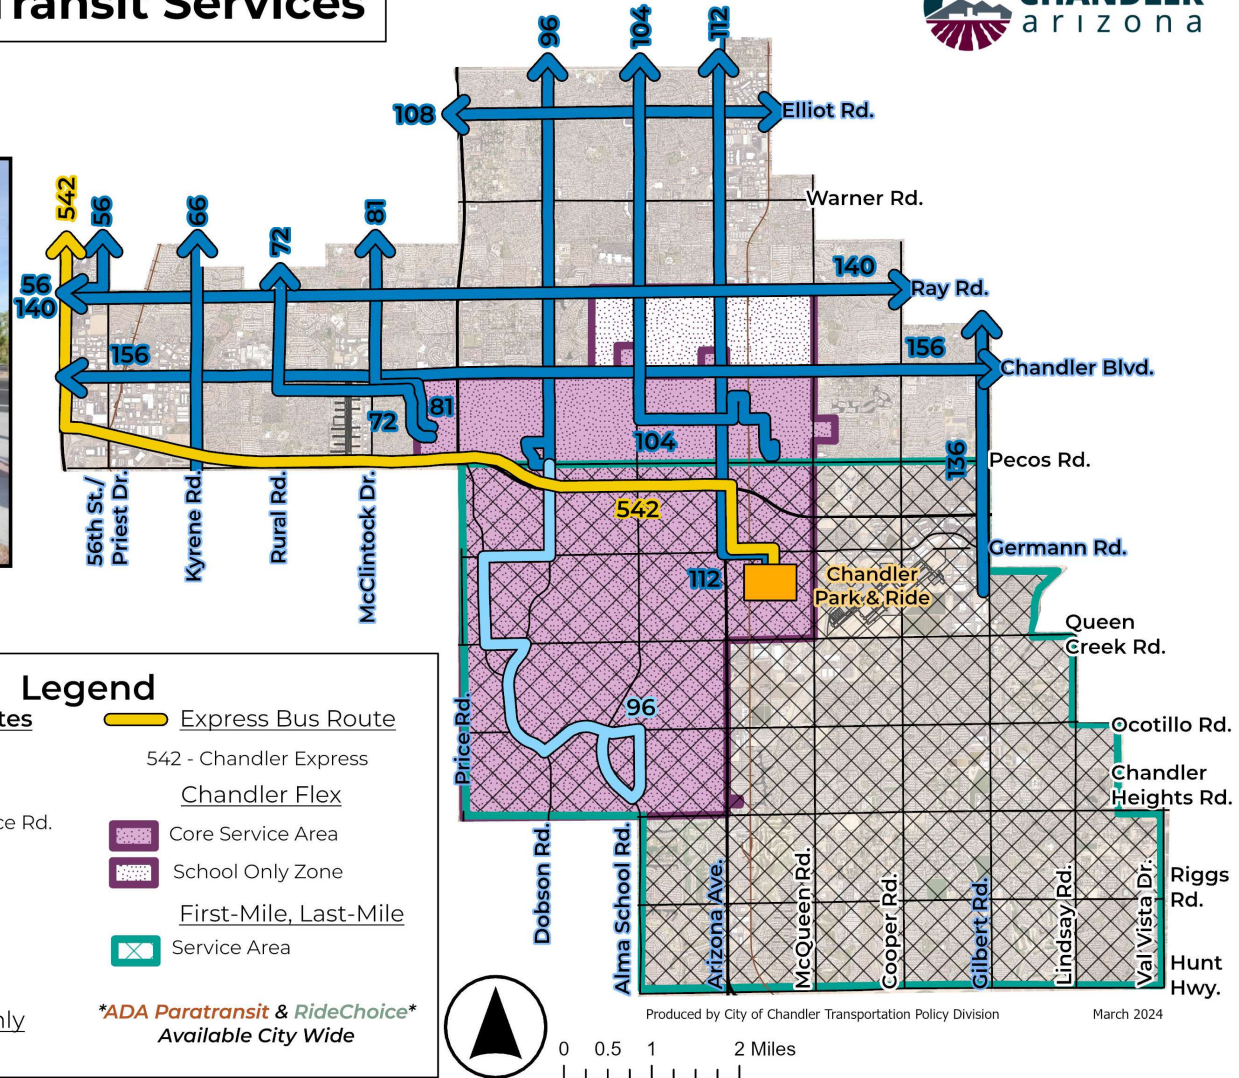 Transit Services
CHANDLER
arizona
96
104
112
108
Elliot Rd.
Warner Rd.
542
56
66
72
81
56
140
140
Ray Rd.
156
156
Chandler Blvd.
81
72
104
136
Pecos Rd.
542
Germann Rd.
112
Chandler
Park & Ride
56th St./
Priest Dr.
Kyrene Rd.
Rural Rd.
McClintock Dr.
Queen
Creek Rd.
96
Price Rd.
Ocotillo Rd.
Chandler
Heights Rd.
Dobson Rd.
Alma School Rd.
Arizona Ave.
McQueen Rd.
Cooper Rd.
Gilbert Rd.
Lindsay Rd.
Val Vista Dr.
Riggs
Rd.
Hunt
Hwy.
Legend
Express Bus Route
542 - Chandler Express
Chandler Flex
Core Service Area
School Only Zone
First-Mile, Last-Mile
Service Area
*ADA Paratransit & RideChoice*
Available City Wide
Rd.
Produced by City of Chandler Transportation Policy Division
March 2024
0 0.5 1 2 Miles